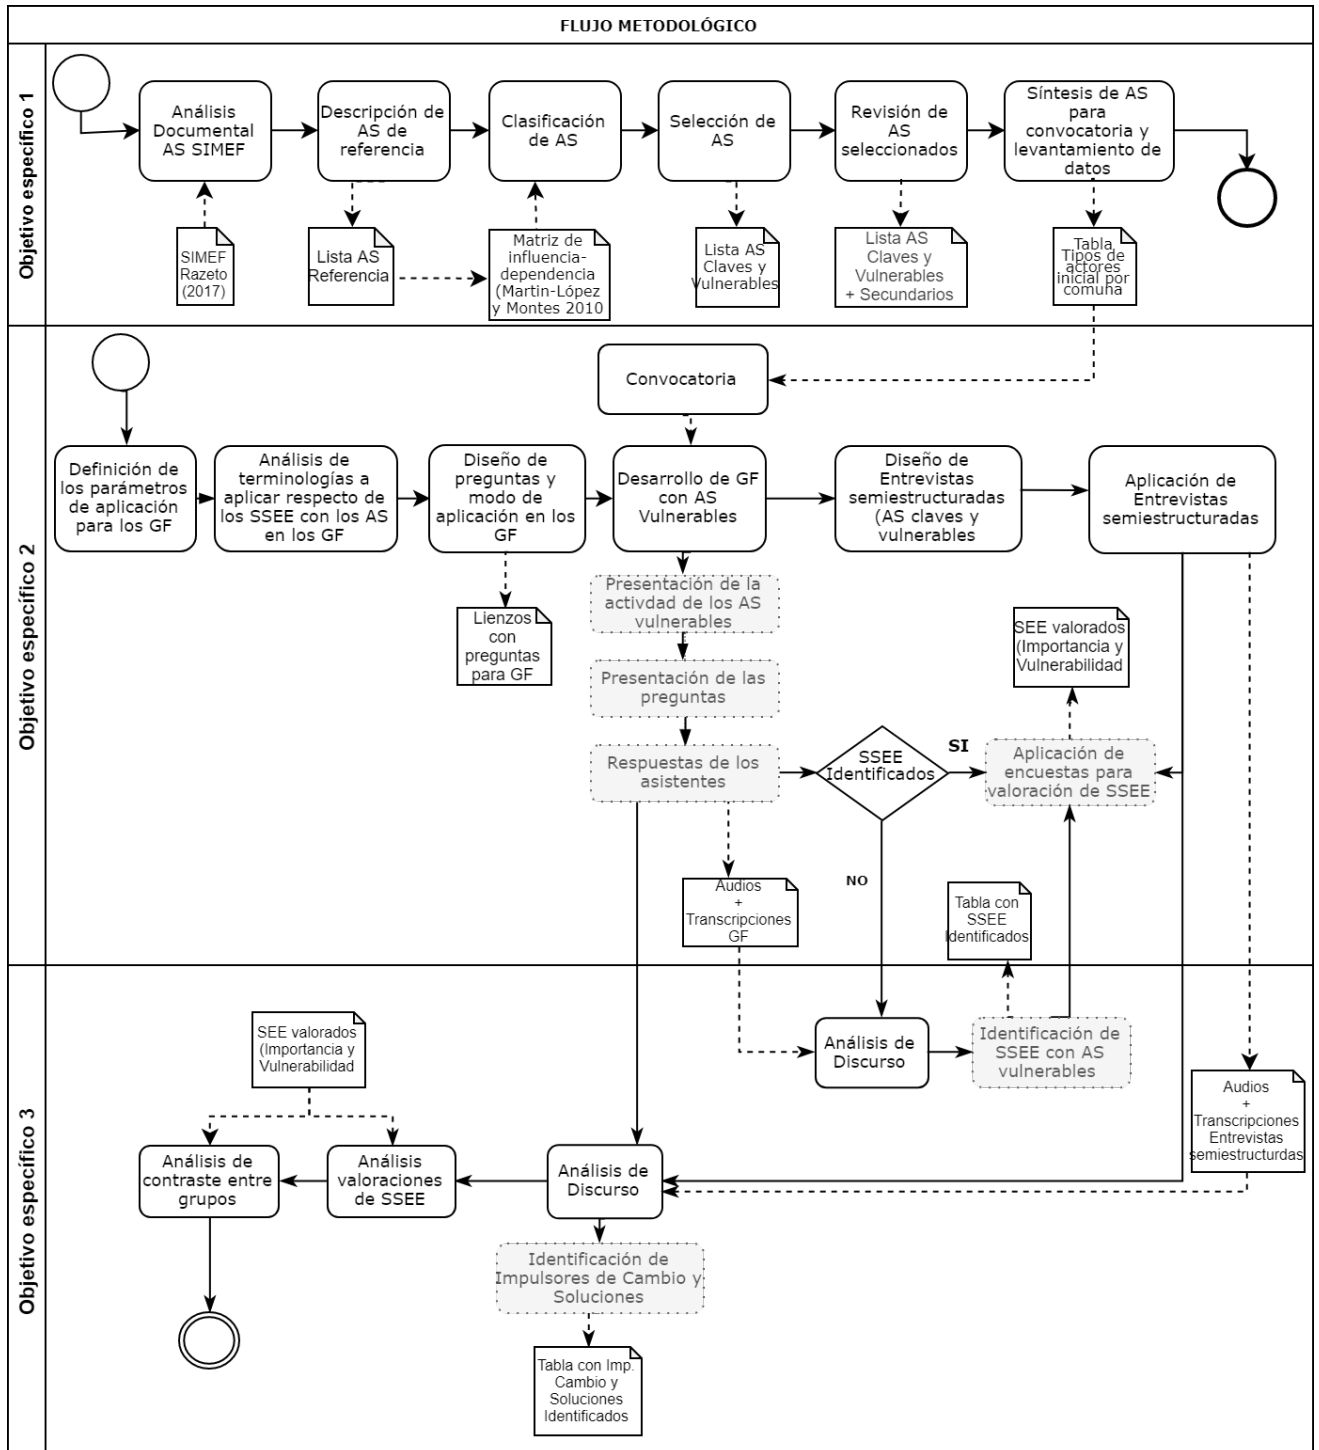 FLUJO METODOLÓGICO
Objetivo específico 1
Análisis
Documental
AS SIMEF
Descripción de
AS de
referencia
Clasificación
de AS
Selección de
AS
Revisión de
AS
seleccionados
Síntesis de AS
para
convocatoria y
levantamiento de
datos
SIMEF
Razeto
(2017)
Lista AS
Referencia
Matriz de
influencia-
dependencia
(Martin-López
y Montes 2010
Lista AS
Claves y
Vulnerables
Lista AS
Claves y
Vulnerables
+ Secundarios
Tabla
Tipos de
actores
inicial por
comuna
Objetivo específico 2
Convocatoria
Definición de
los parámetros
de aplicación
para los GF
Análisis de
terminologías a
aplicar respecto de
los SSEE con los AS
en los GF
Diseño de
preguntas y
modo de
aplicación en los
GF
Desarrollo de GF
con AS
Vulnerables
Diseño de
Entrevistas
semiestructuradas
(AS claves y
vulnerables
Aplicación de
Entrevistas
semiestructuradas
Presentación de la
activdad de los AS
vulnerables
Lienzos
con
preguntas
para GF
SEE valorados
(Importancia y
Vulnerabilidad
Presentación de las
preguntas
Respuestas de los
asistentes
SSEE
Identificados
SI
Aplicación de
encuestas para
valoración de SSEE
NO
Audios
+
Transcripciones
GF
Tabla con
SSEE
Identificados
Objetivo específico 3
SEE valorados
(Importancia y
Vulnerabilidad
Análisis de
Discurso
Identificación de
SSEE con AS
vulnerables
Audios
+
Transcripciones
Entrevistas
semiestructurdas
Análisis de
contraste entre
grupos
Análisis
valoraciones
de SSEE
Análisis de
Discurso
Identificación de
Impulsores de Cambio y
Soluciones
Tabla con Imp.
Cambio y
Soluciones
Identificados